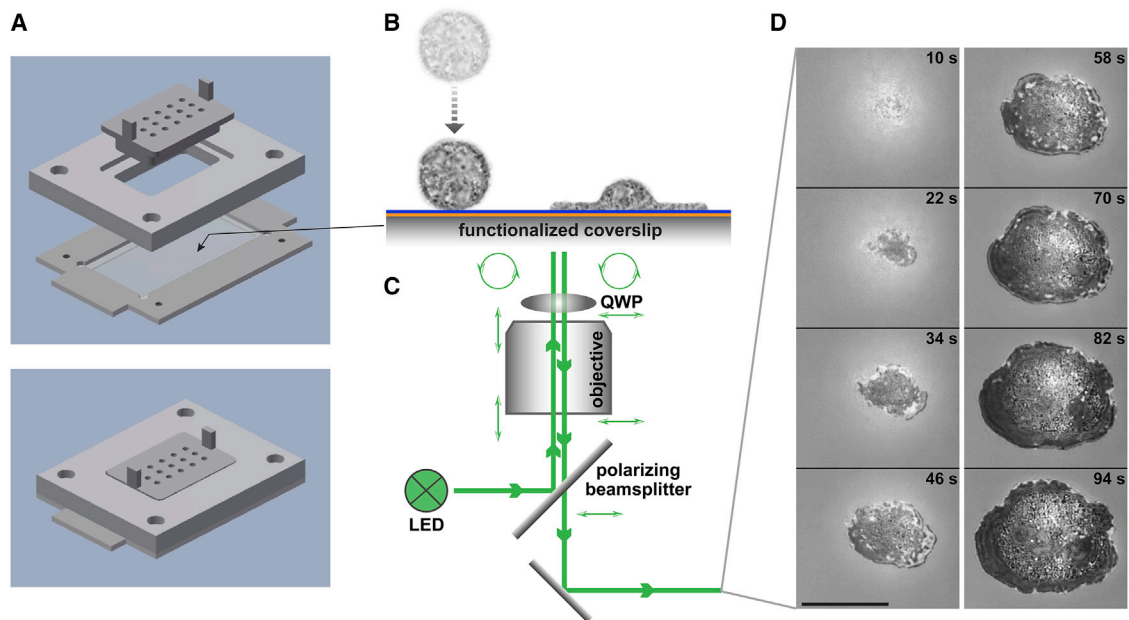 A
B
D
10 s
58 s
22 s
70 s
functionalized coverslip
C
QWP
objective
34 s
82 s
polarizing
beamsplitter
LED
46 s
94 s